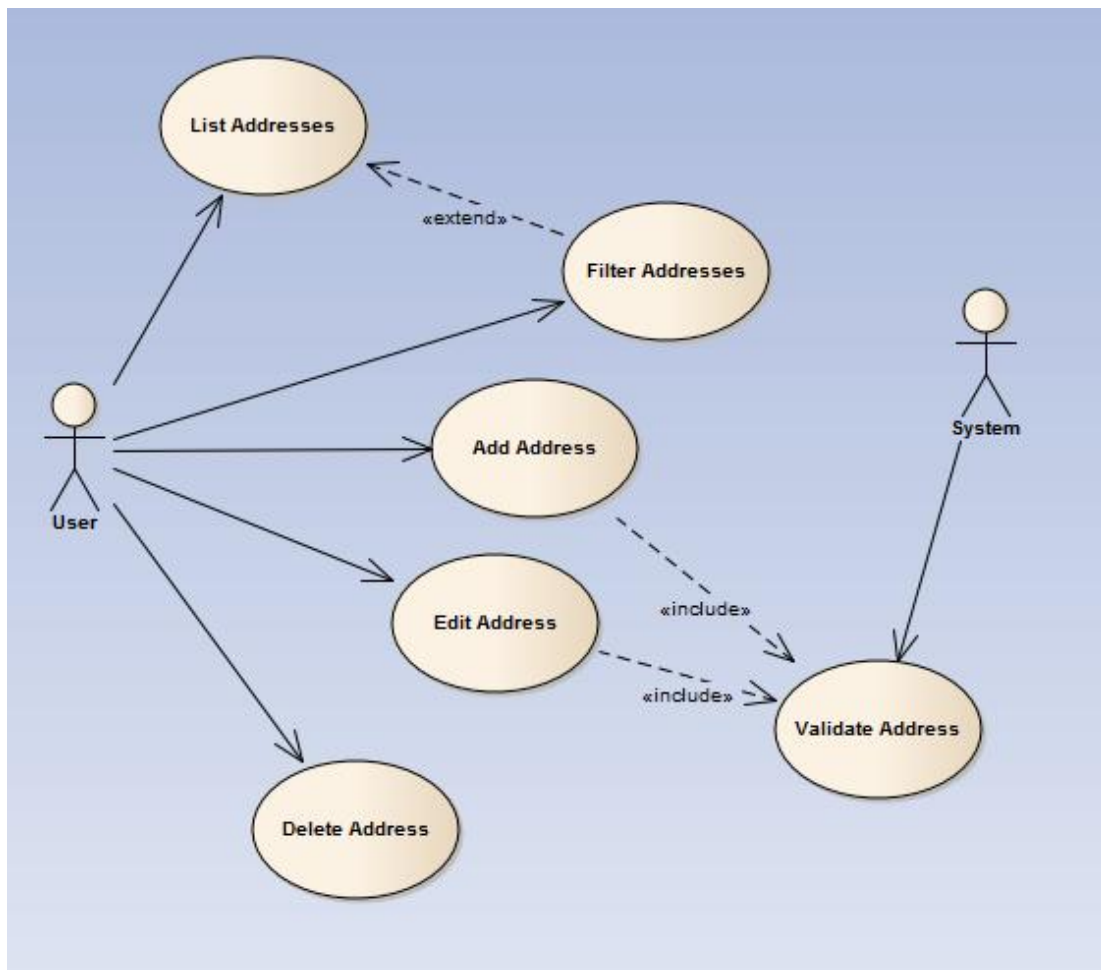 List Addresses
«extend»
Filter Addresses
System
Add Address
User
«include»
Edit Address
«include»
Validate Address
Delete Address